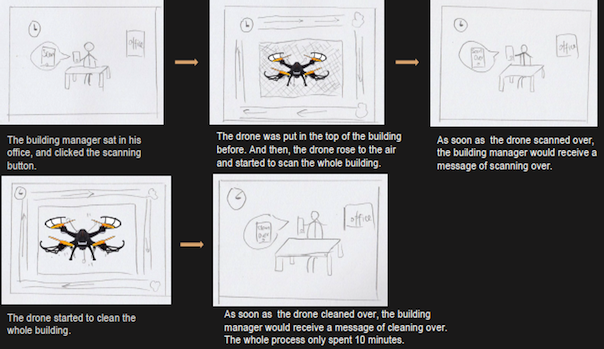 office
The building manager sat in his
office, and clicked the scanning
button.
The drone was put in the top of the building
before. And then, the drone rose to the air
and started to scan the whole building.
office
As soon as the drone scanned over,
the building manager would receive a
message of scanning over.
The drone started to clean the
whole building.
office
As soon as the drone cleaned over, the building
manager would receive a message of cleaning over.
The whole process only spent 10 minutes.